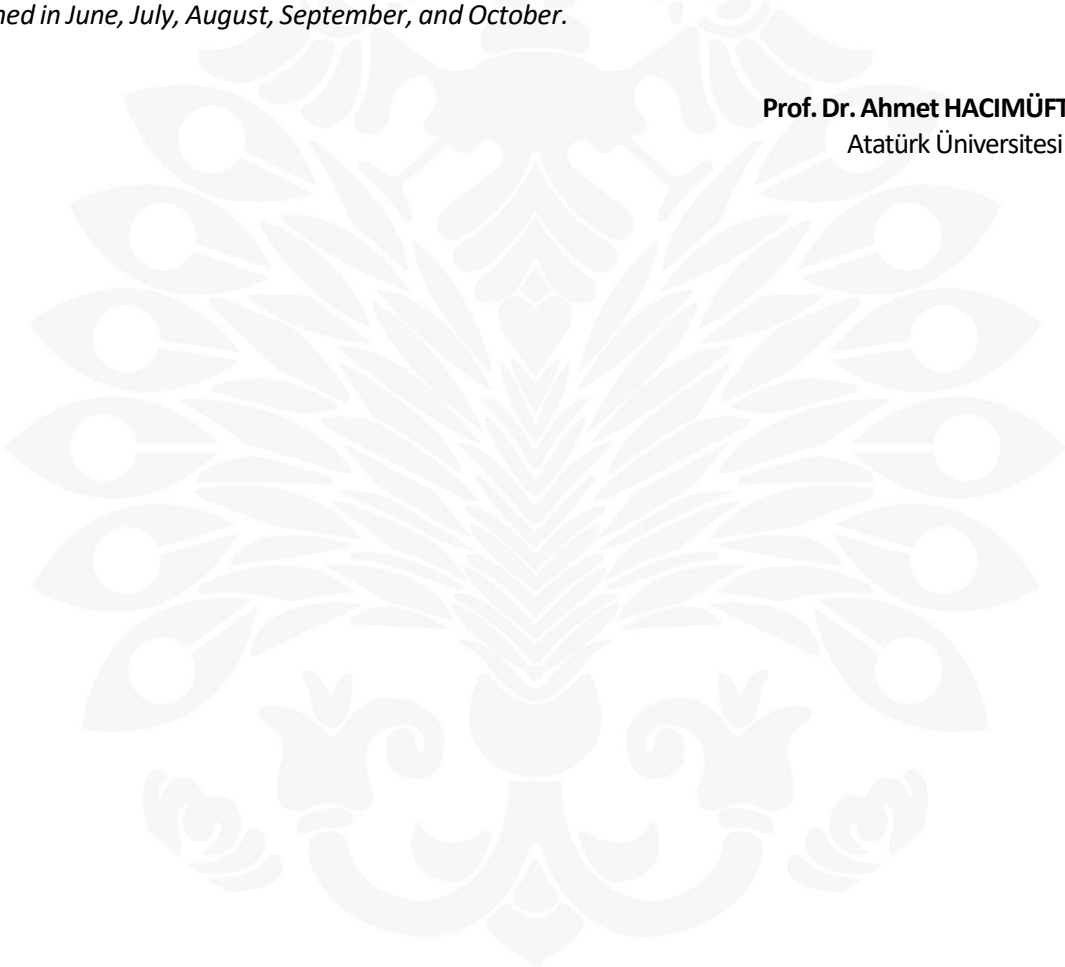 ned in June, July, August, September, and October.
Prof. Dr. Ahmet HACIMÜFT
Atatürk Üniversitesi